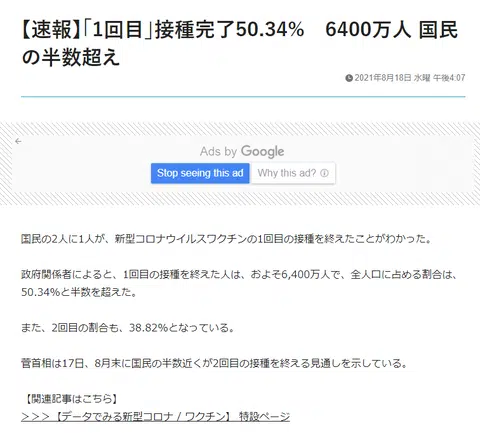 【速報】「1回目」接種完了50.34%　6400万人 国民
の半数超え
2021年8月18日 水曜 午後4:07
Ads by Google
Stop seeing this ad
Why this ad?
国民の2人に1人が、新型コロナウイルスワクチンの1回目の接種を終えたことがわかった。
政府関係者によると、1回目の接種を終えた人は、およそ6,400万人で、全人口に占める割合は、
50.34%と半数を超えた。
また、2回目の割合も、38.82%となっている。
菅首相は17日、8月末に国民の半数近くが2回目の接種を終える見通しを示している。
【関連記事はこちら】
＞＞＞【データでみる新型コロナ / ワクチン】 特設ページ